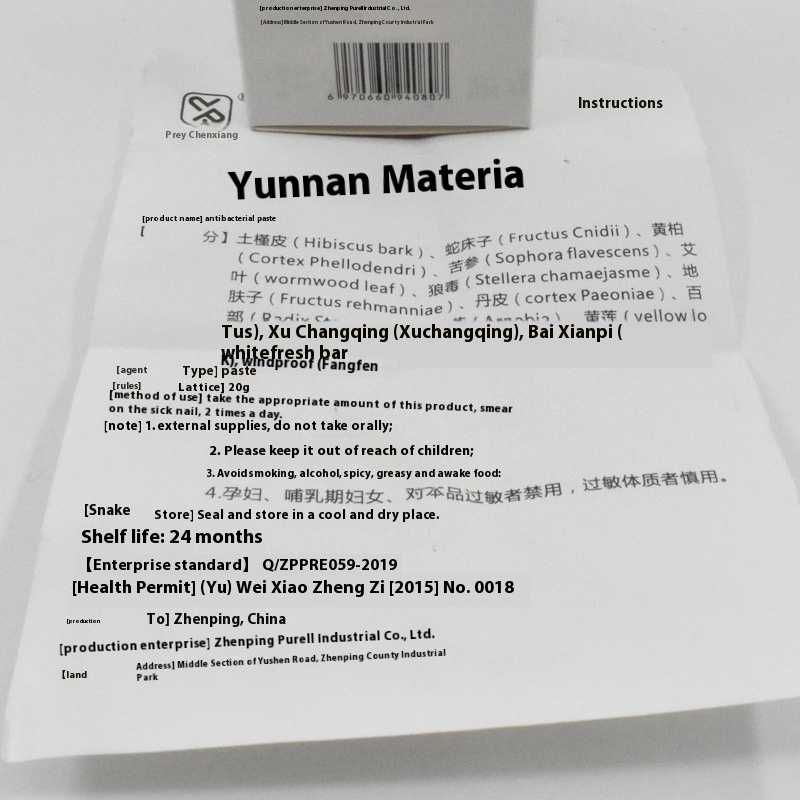 [production enterprise] Zhenping Purell Industrial Co., Ltd.
[Address] Middle Section of Yushen Road, Zhenping County Industrial Park
6 970660 940807
Instructions
Prey Chenxiang
Yunnan Materia
[product name] antibacterial paste
[
分】土槿皮（Hibiscus bark）、蛇床子（Fructus Cnidii）、黄柏
（Cortex Phellodendri）、苦参（Sophora flavescens）、艾
叶（wormwood leaf）、狼毒（Stellera chamaejasme）、地
肤子（Fructus rehmanniae）、丹皮（cortex Paeoniae）、百
部（Radix（Arnebia）、黄莲（yellow lo
Tus), Xu Changqing (Xuchangqing), Bai Xianpi (
whitefresh bar
K), windproof (Fangfen
[agent Type] paste
[rules] Lattice] 20g
[method of use] take the appropriate amount of this product, smear
on the sick nail, 2 times a day.
[note] 1. external supplies, do not take orally;
2. Please keep it out of reach of children;
3. Avoid smoking, alcohol, spicy, greasy and awake food:
4.孕妇、哺乳期妇女、对本品过敏者禁用，过敏体质者慎用。
[Snake Store] Seal and store in a cool and dry place.
Shelf life: 24 months
【Enterprise standard】 Q/ZPPRE059-2019
[Health Permit] (Yu) Wei Xiao Zheng Zi [2015] No. 0018
[production To] Zhenping, China
[production enterprise] Zhenping Purell Industrial Co., Ltd.
【land Address] Middle Section of Yushen Road, Zhenping County Industrial
Park